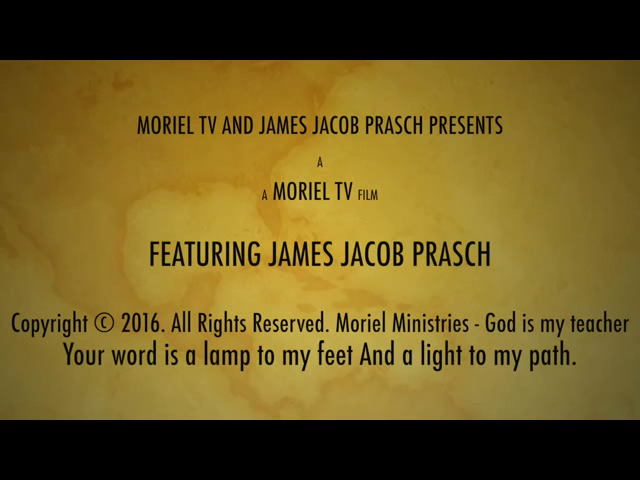 MORIEL TV AND JAMES JACOB PRASCH PRESENTS
A
A MORIEL TV FILM
FEATURING JAMES JACOB PRASCH
Copyright © 2016. All Rights Reserved. Moriel Ministries - God is my teacher
Your word is a lamp to my feet And a light to my path.